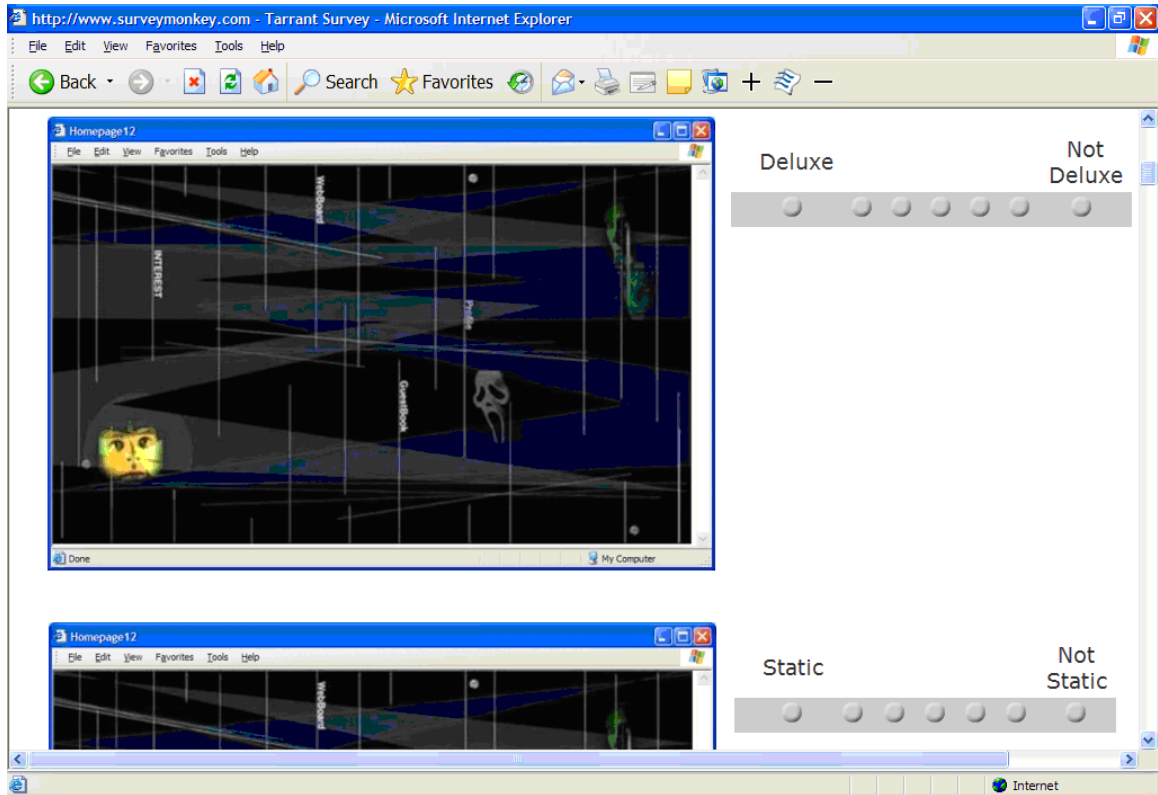 http://www.surveymonkey.com - Tarrant Survey - Microsoft Internet Explorer
File Edit View Favorites Tools Help
Back Search Favorites
Homepage12
File Edit View Favorites Tools Help
WebBoard
INTEREST
Profile
GuestBook
Done My Computer
Deluxe Not
Deluxe
Homepage12
File Edit View Favorites Tools Help
WebBoard
Static Not
Static
Internet